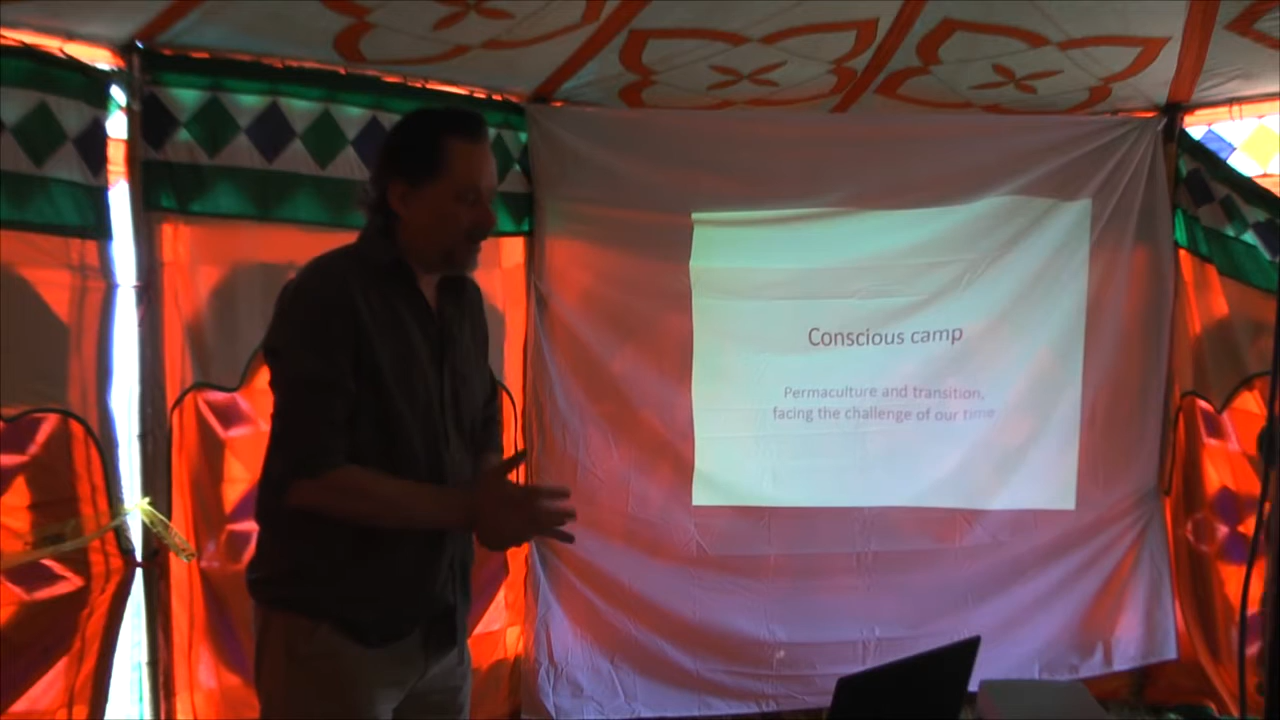 Conscious camp
Permaculture and transition,
facing the challenge of our time